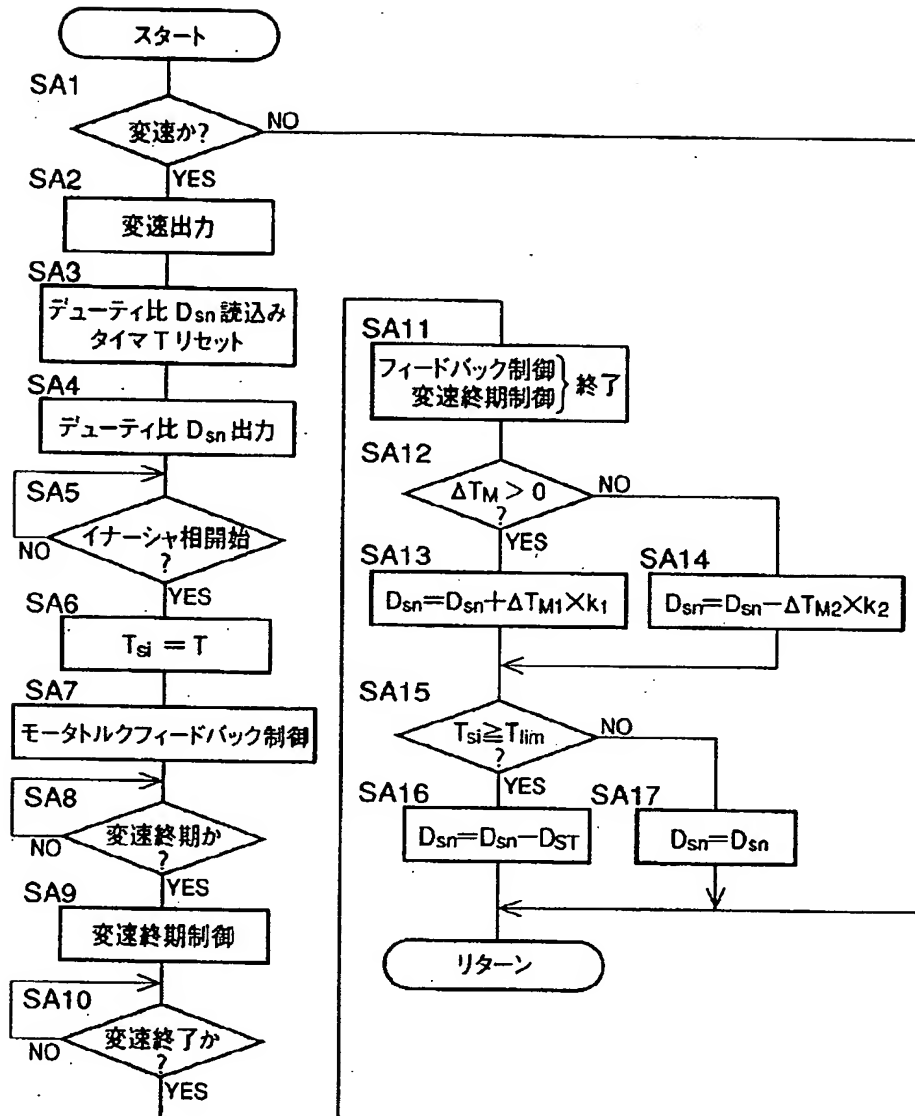 スタート
SA1
変速か?
NO
YES
SA2
変速出力
SA3
デューティ比 Dsn 読込み
タイマ T リセット
SA4
デューティ比 Dsn 出力
SA5
イナーシャ相開始
?
NO
YES
SA6
Tsi = T
SA7
モータトルクフィードバック制御
SA8
変速終期か
?
NO
YES
SA9
変速終期制御
SA10
変速終了か
?
NO
YES
SA11
フィードバック制御
変速終期制御 } 終了
SA12
ΔTM > 0
?
NO
YES
SA13
Dsn=Dsn+ΔTM1×k1
SA14
Dsn=Dsn−ΔTM2×k2
SA15
Tsi≧Tlim
?
NO
YES
SA16
Dsn=Dsn−DST
SA17
Dsn=Dsn
リターン